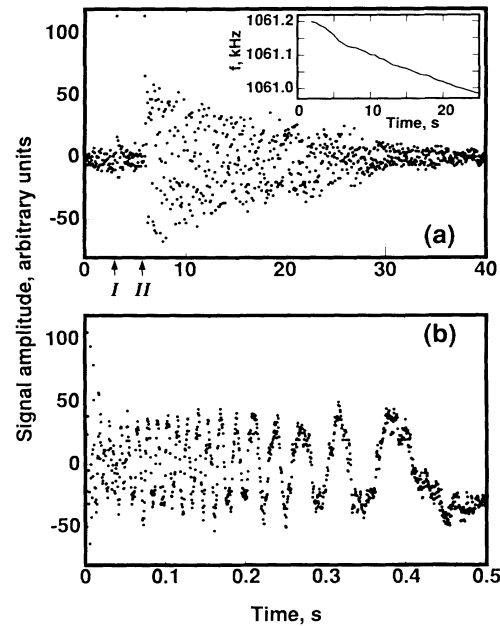 Signal amplitude, arbitrary units
100
50
0
-50
f, kHz
1061.2
1061.1
1061.0
0 10 20
Time, s
(a)
0 10 20 30 40
I II
(b)
100
50
0
-50
0 0.1 0.2 0.3 0.4 0.5
Time, s